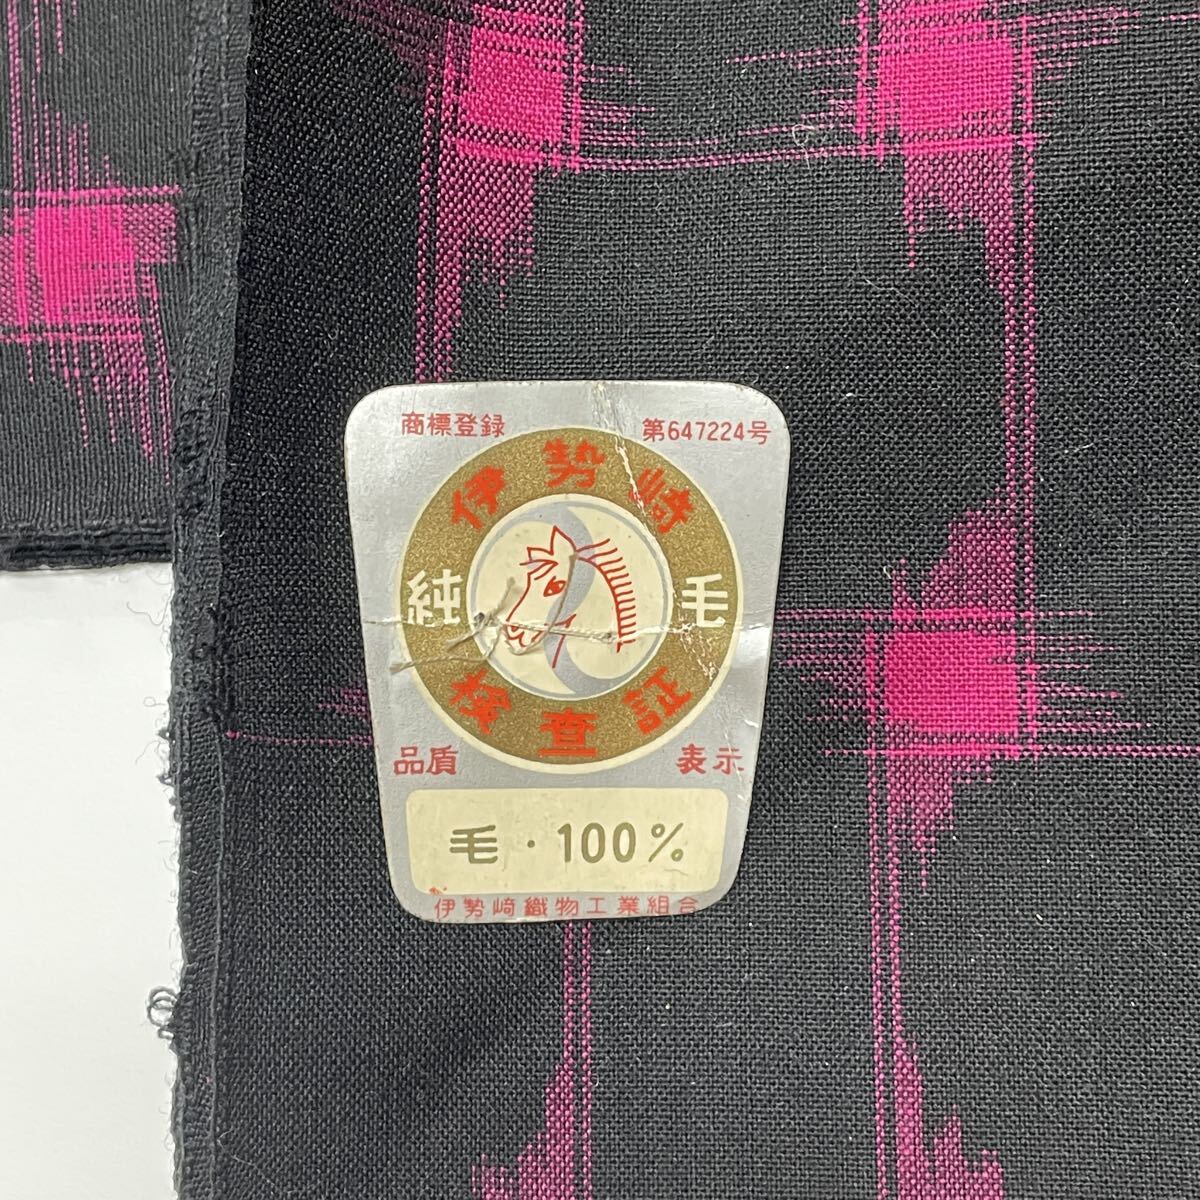 商標登録 第647224号
伊勢崎
純毛
検査証
品質表示
毛・100%
伊勢崎織物工業組合